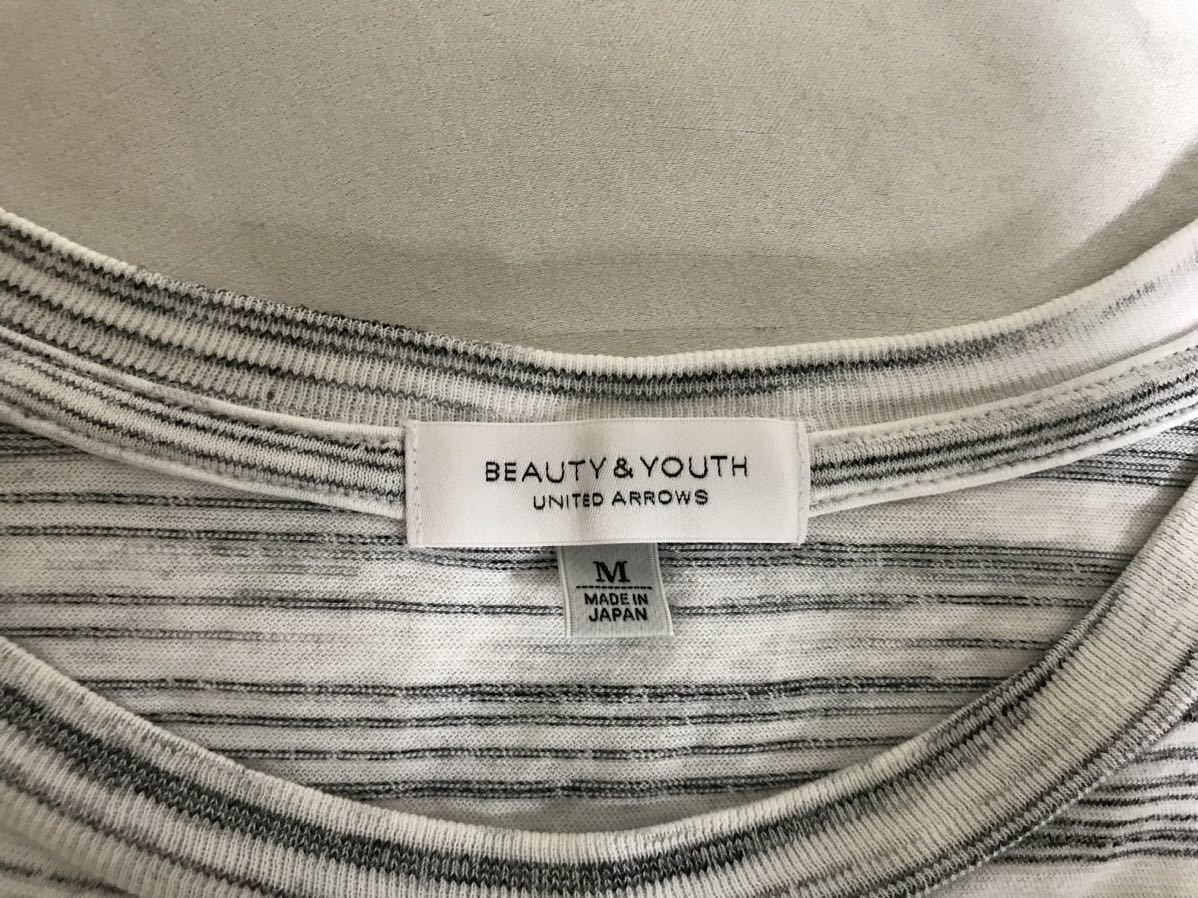 BEAUTY & YOUTH
UNITED ARROWS
M
MADE IN
JAPAN